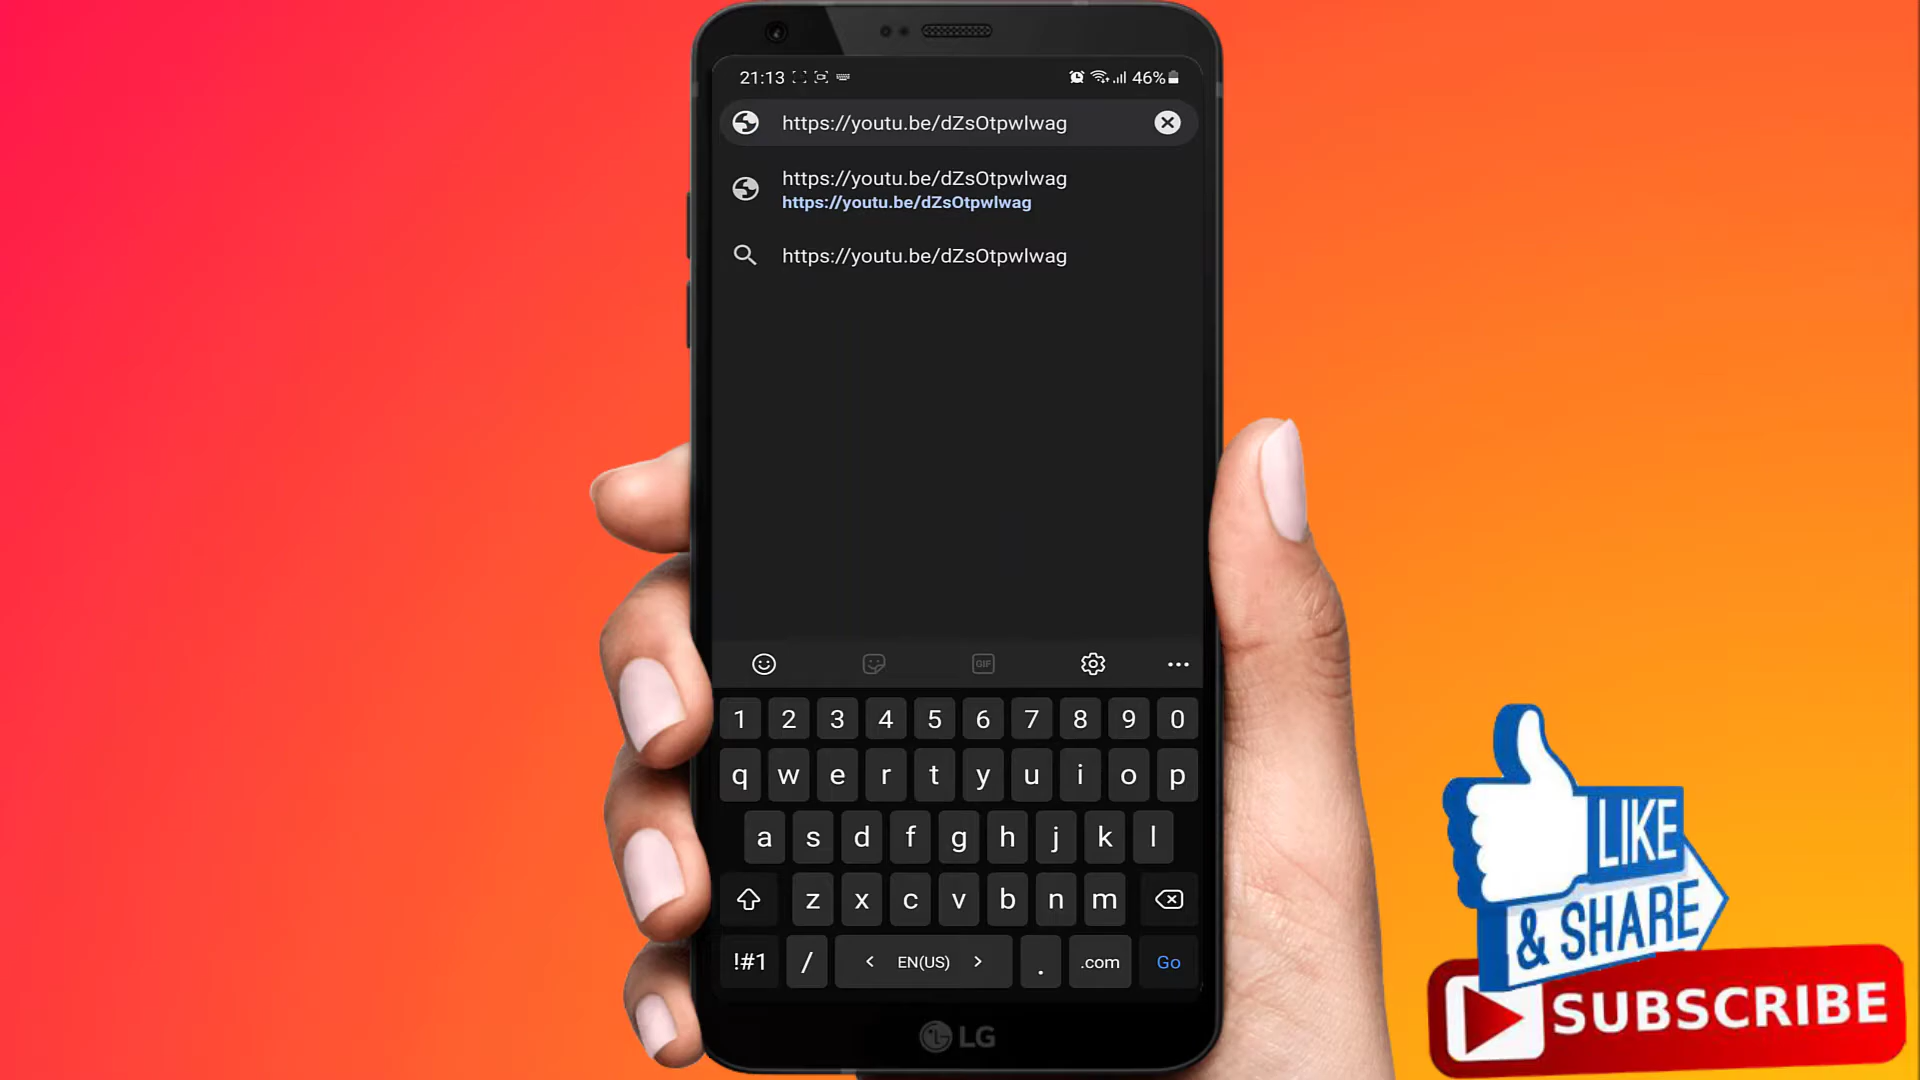 21:13
46%
https://youtu.be/dZsOtpwlwag
https://youtu.be/dZsOtpwlwag
https://youtu.be/dZsOtpwlwag
https://youtu.be/dZsOtpwlwag
GIF
1 2 3 4 5 6 7 8 9 0
q w e r t y u i o p
a s d f g h j k l
z x c v b n m
!#1 / < EN(US) > . .com Go
LG
LIKE
& SHARE
SUBSCRIBE